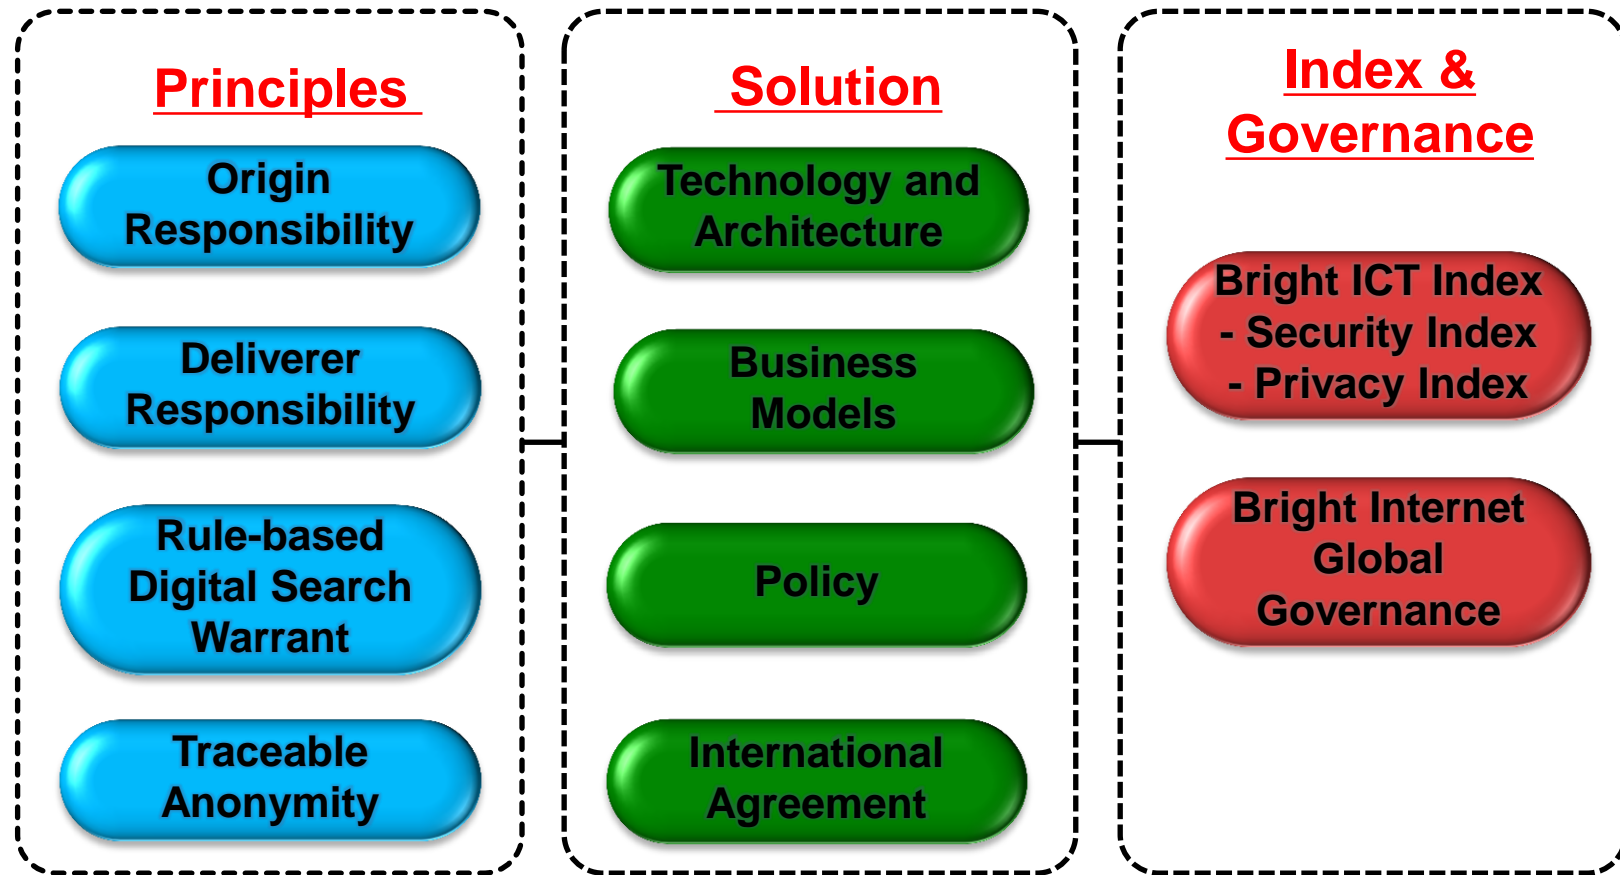 Principles
Origin
Responsibility
Deliverer
Responsibility
Rule-based
Digital Search
Warrant
Traceable
Anonymity
Solution
Technology and
Architecture
Business
Models
Policy
International
Agreement
Index &
Governance
Bright ICT Index
- Security Index
- Privacy Index
Bright Internet
Global
Governance